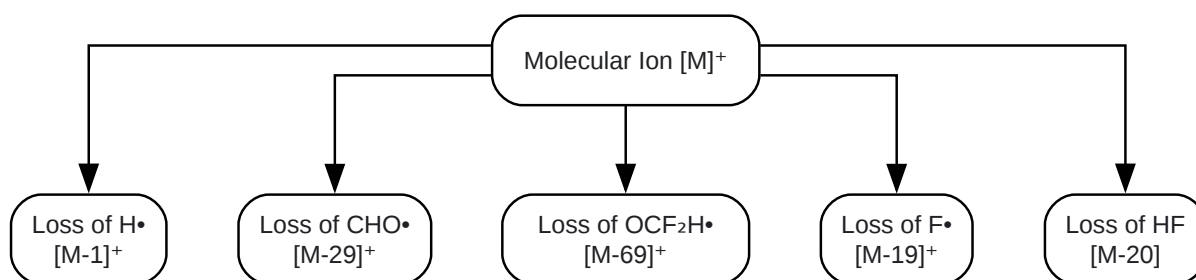 Molecular Ion [M]⁺
Loss of H•
[M-1]⁺
Loss of CHO•
[M-29]⁺
Loss of OCF₂H•
[M-69]⁺
Loss of F•
[M-19]⁺
Loss of HF
[M-20]